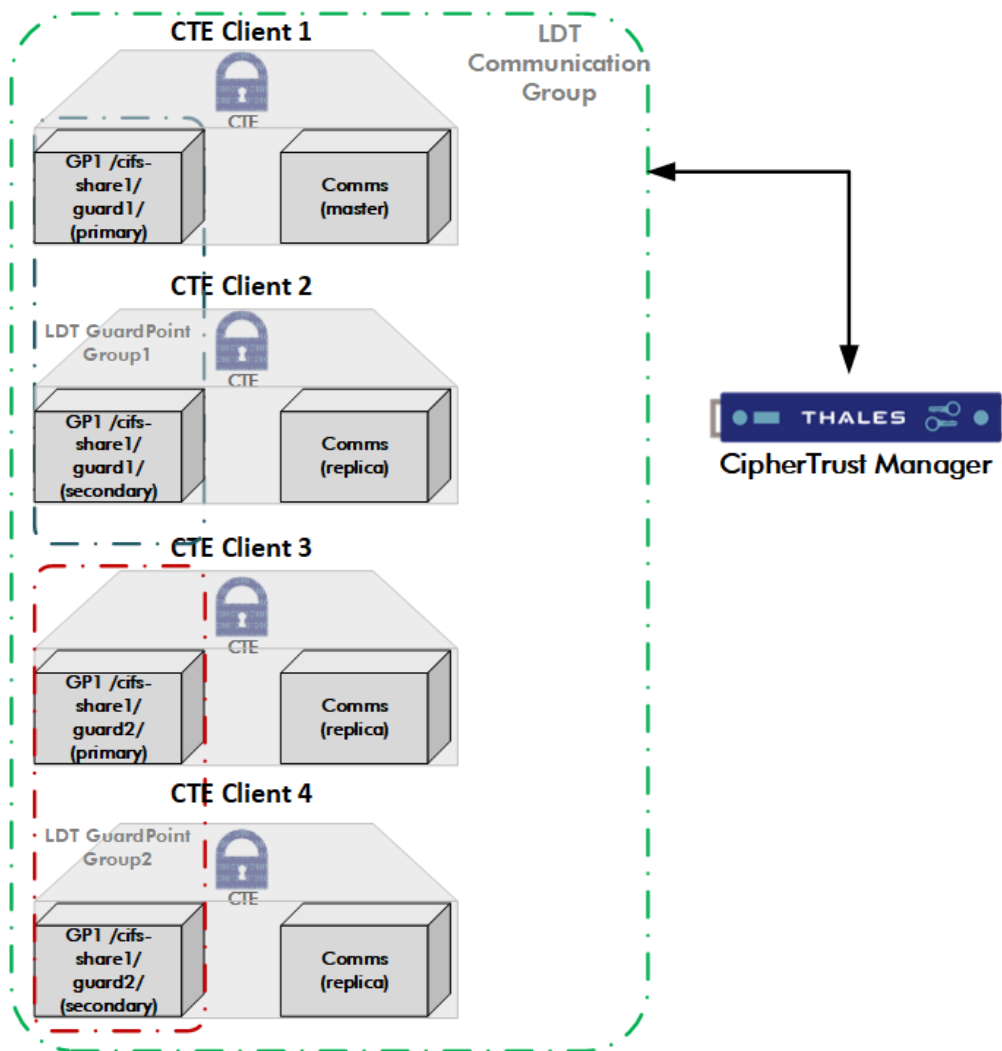 CTE Client 1
LDT
Communication
Group
CTE
GP1 /cifs-
share1/
guard1/
(primary)
Comms
(master)
CTE Client 2
LDT GuardPoint
Group1
CTE
GP1 /cifs-
share1/
guard1/
(secondary)
Comms
(replica)
THALES
CipherTrust Manager
CTE Client 3
CTE
GP1 /cifs-
share1/
guard2/
(primary)
Comms
(replica)
CTE Client 4
LDT GuardPoint
Group2
CTE
GP1 /cifs-
share1/
guard2/
(secondary)
Comms
(replica)